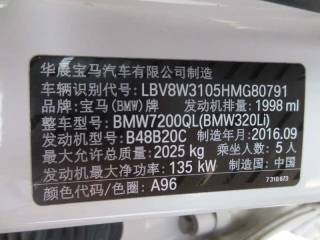 华晨宝马汽车有限公司制造
车辆识别代号:LBV8W3105HMG80791
品牌:宝马(BMW)牌 发动机排量:1998 ml
整车型号:BMW7200QL(BMW320Li)
发动机型号:B48B20C 制造年月:2016.09
最大允许总质量:2025 kg 乘坐人数:5 人
发动机最大净功率:135 kW 制造国:中国
颜色代码/色圈:A96 7 310 673